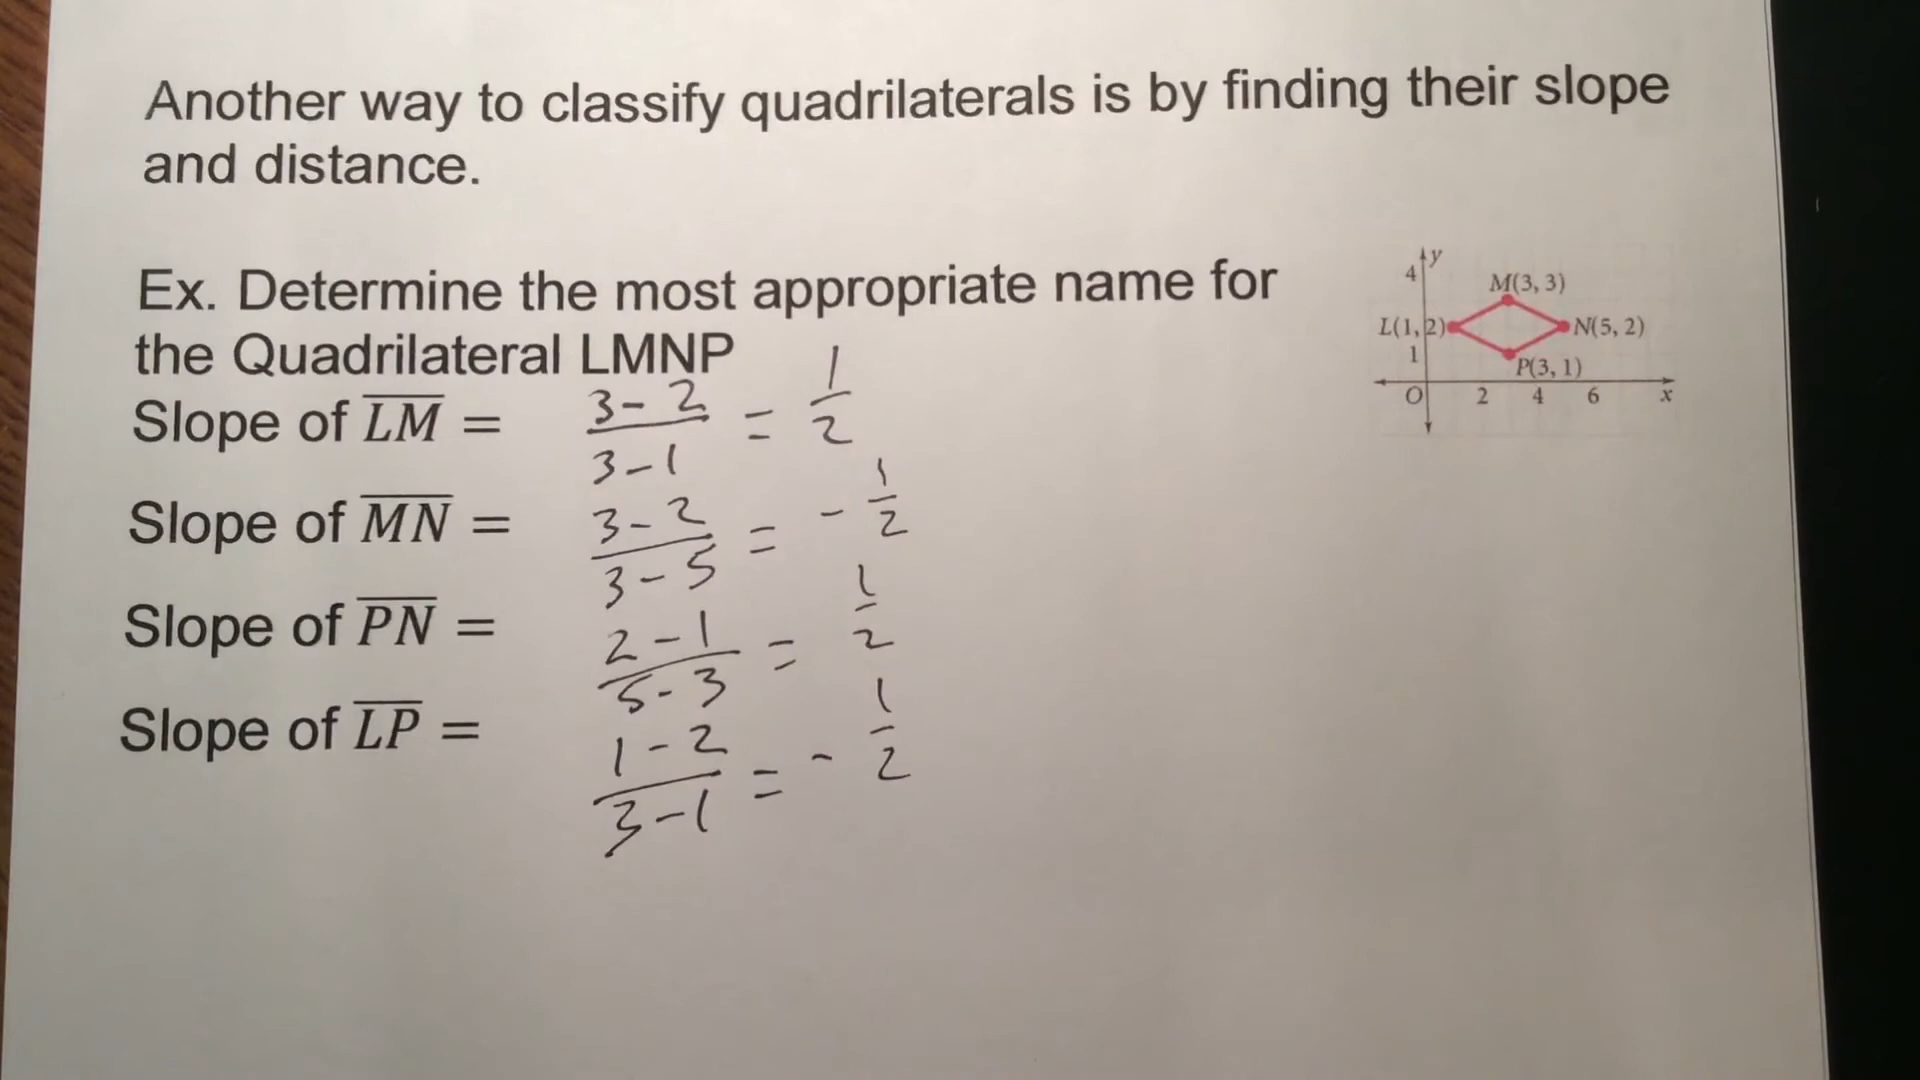 Another way to classify quadrilaterals is by finding their slope
and distance.
Ex. Determine the most appropriate name for
the Quadrilateral LMNP
Slope of LM = 3-2/3-1 = 1/2
Slope of MN = 3-2/3-5 = -1/2
Slope of PN = 2-1/5-3 = 1/2
Slope of LP = 1-2/3-1 = -1/2
y
4
M(3, 3)
L(1, 2) N(5, 2)
1
P(3, 1)
O 2 4 6 x